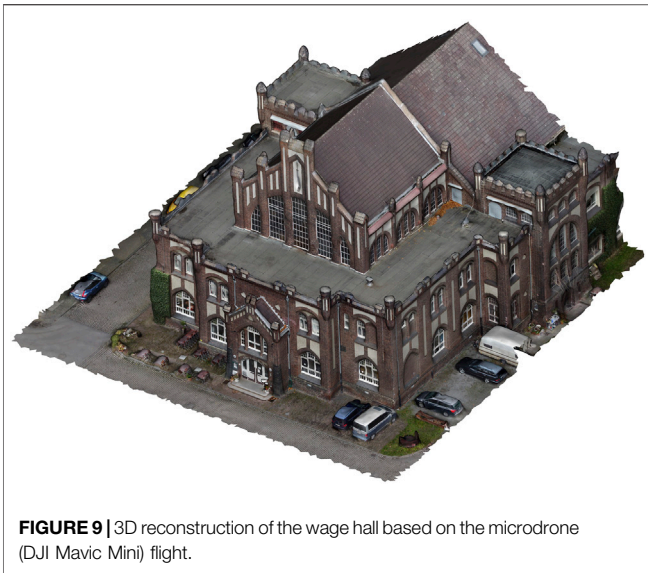 FIGURE 9 | 3D reconstruction of the wage hall based on the microdrone
(DJI Mavic Mini) flight.